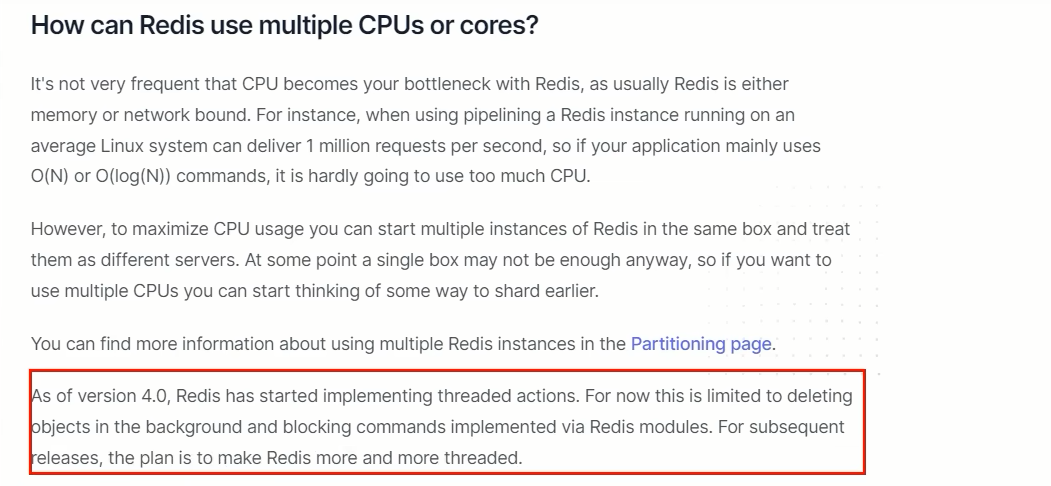 How can Redis use multiple CPUs or cores?
It's not very frequent that CPU becomes your bottleneck with Redis, as usually Redis is either
memory or network bound. For instance, when using pipelining a Redis instance running on an
average Linux system can deliver 1 million requests per second, so if your application mainly uses
O(N) or O(log(N)) commands, it is hardly going to use too much CPU.
However, to maximize CPU usage you can start multiple instances of Redis in the same box and treat
them as different servers. At some point a single box may not be enough anyway, so if you want to
use multiple CPUs you can start thinking of some way to shard earlier.
You can find more information about using multiple Redis instances in the Partitioning page.
As of version 4.0, Redis has started implementing threaded actions. For now this is limited to deleting
objects in the background and blocking commands implemented via Redis modules. For subsequent
releases, the plan is to make Redis more and more threaded.